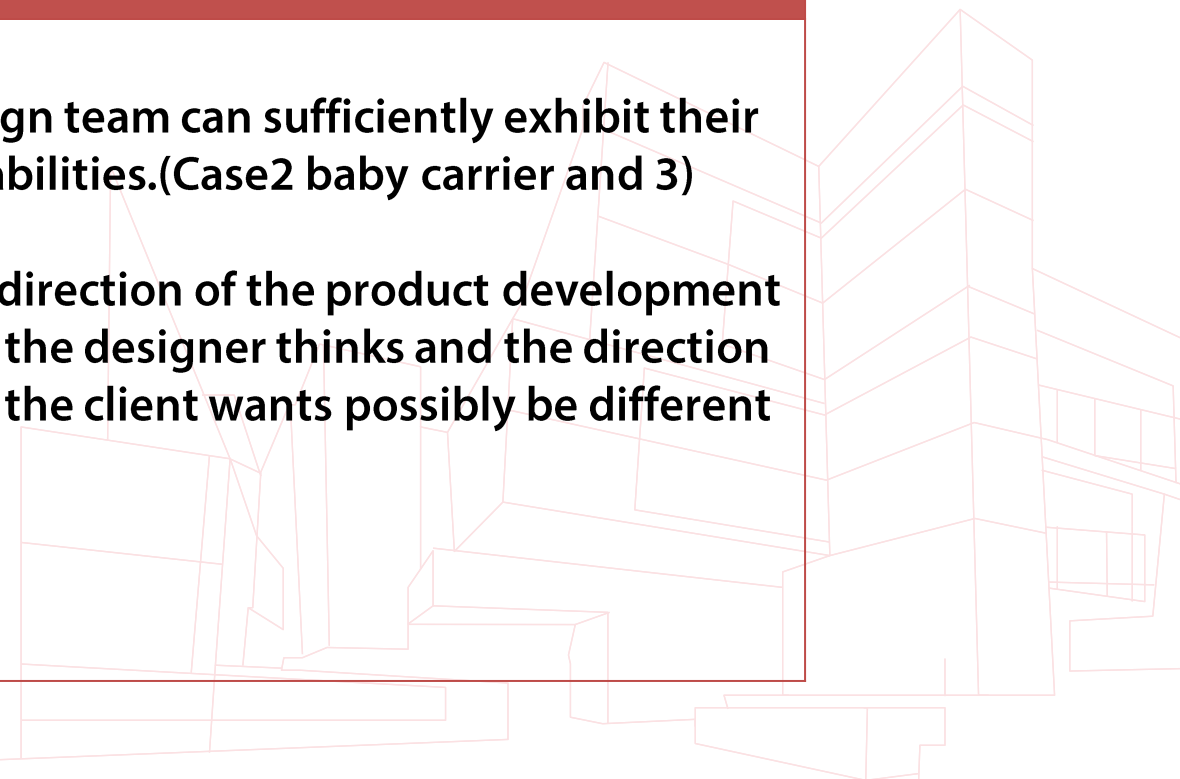 gn team can sufficiently exhibit their
abilities.(Case2 baby carrier and 3)
direction of the product development
the designer thinks and the direction
the client wants possibly be different